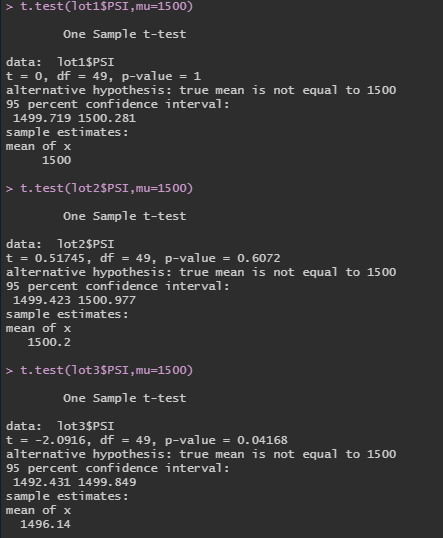 > t.test(lot1$PSI,mu=1500)
One Sample t-test
data:  lot1$PSI
t = 0, df = 49, p-value = 1
alternative hypothesis: true mean is not equal to 1500
95 percent confidence interval:
1499.719 1500.281
sample estimates:
mean of x
1500
> t.test(lot2$PSI,mu=1500)
One Sample t-test
data:  lot2$PSI
t = 0.51745, df = 49, p-value = 0.6072
alternative hypothesis: true mean is not equal to 1500
95 percent confidence interval:
1499.423 1500.977
sample estimates:
mean of x
1500.2
> t.test(lot3$PSI,mu=1500)
One Sample t-test
data:  lot3$PSI
t = -2.0916, df = 49, p-value = 0.04168
alternative hypothesis: true mean is not equal to 1500
95 percent confidence interval:
1492.431 1499.849
sample estimates:
mean of x
1496.14